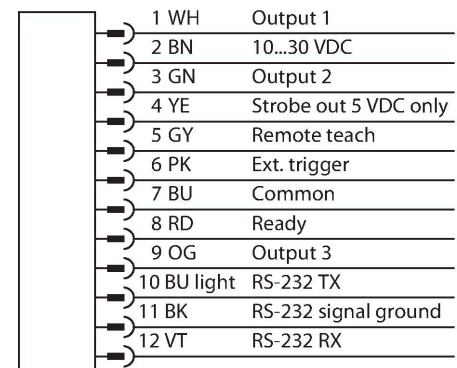 1 WH Output 1
2 BN 10...30 VDC
3 GN Output 2
4 YE Strobe out 5 VDC only
5 GY Remote teach
6 PK Ext. trigger
7 BU Common
8 RD Ready
9 OG Output 3
10 BU light RS-232 TX
11 BK RS-232 signal ground
12 VT RS-232 RX